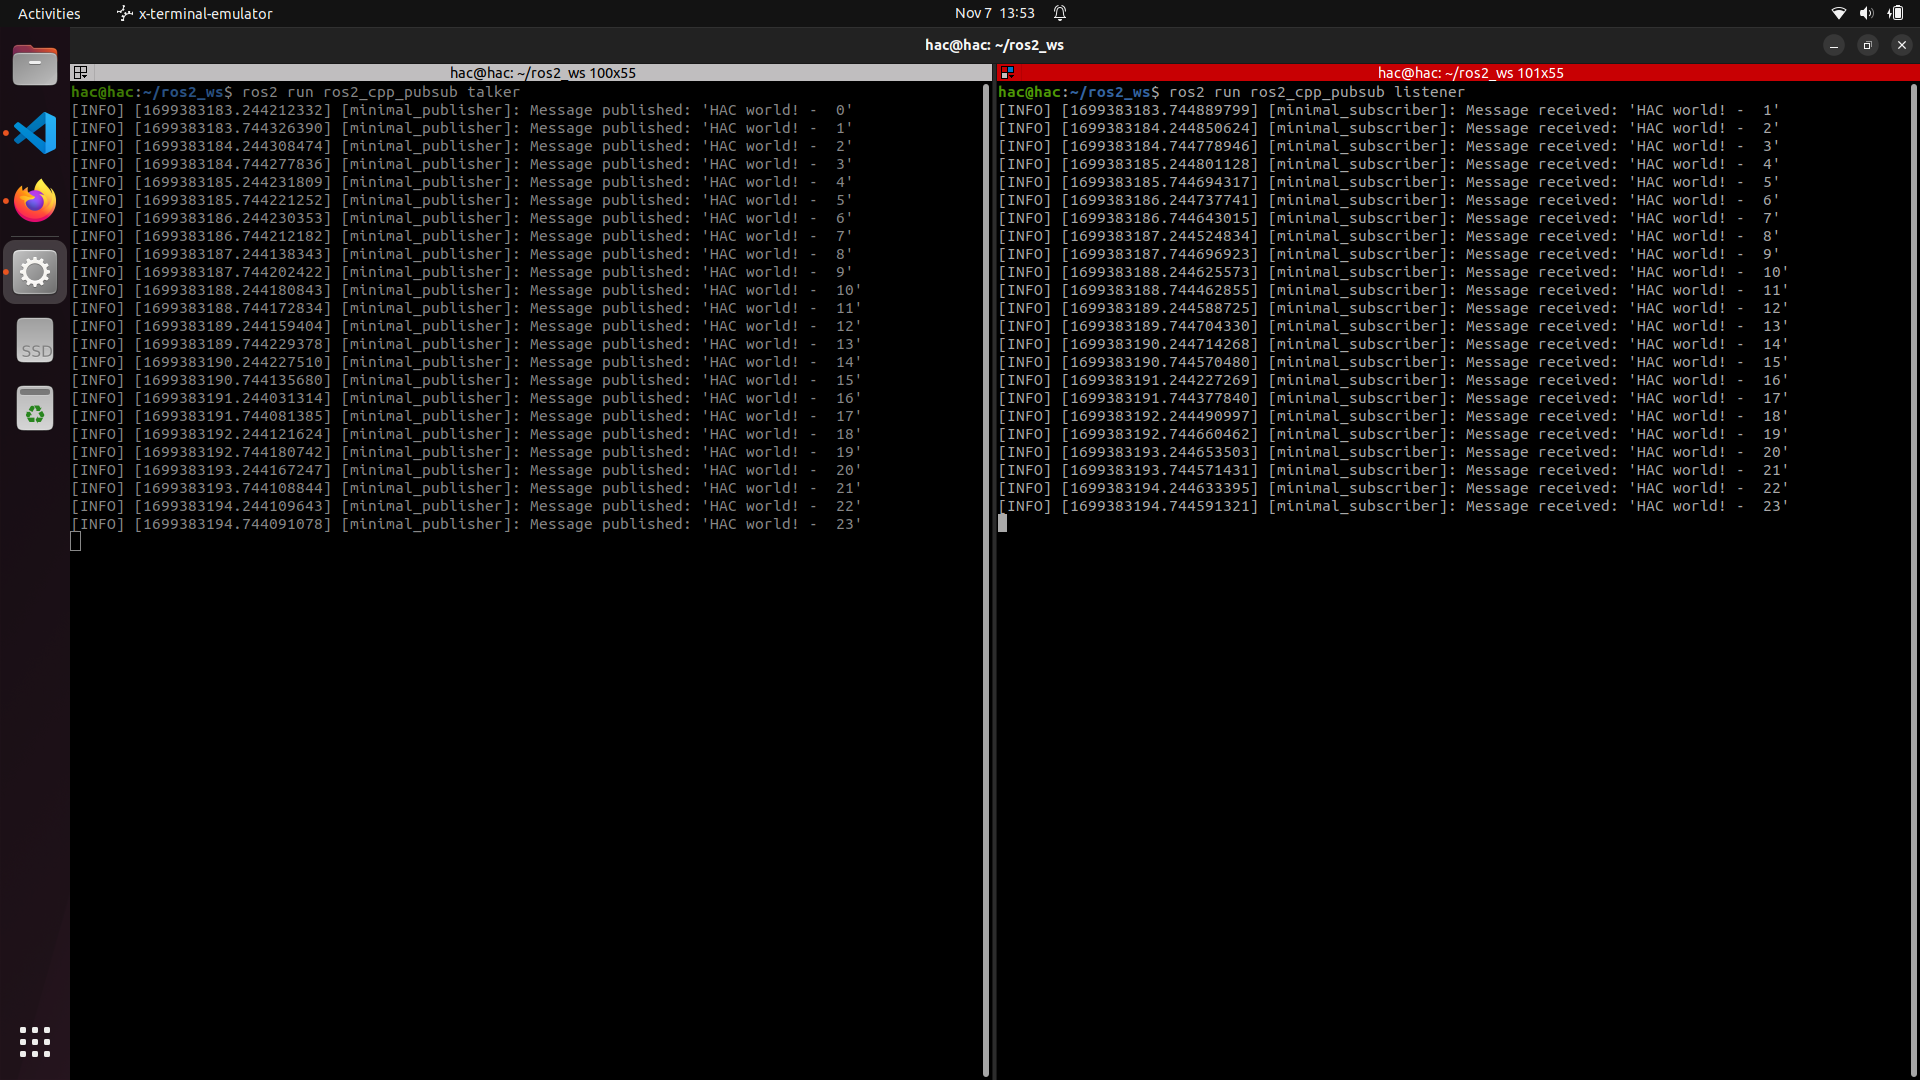 Activities
x-terminal-emulator
Nov 7 13:53
hac@hac: ~/ros2_ws
hac@hac: ~/ros2_ws 100x55
hac@hac:~/ros2_ws$ ros2 run ros2_cpp_pubsub talker
[INFO] [1699383183.244212332] [minimal_publisher]: Message published: 'HAC world! -  0'
[INFO] [1699383183.744326390] [minimal_publisher]: Message published: 'HAC world! -  1'
[INFO] [1699383184.244308474] [minimal_publisher]: Message published: 'HAC world! -  2'
[INFO] [1699383184.744277836] [minimal_publisher]: Message published: 'HAC world! -  3'
[INFO] [1699383185.244231809] [minimal_publisher]: Message published: 'HAC world! -  4'
[INFO] [1699383185.744221252] [minimal_publisher]: Message published: 'HAC world! -  5'
[INFO] [1699383186.244230353] [minimal_publisher]: Message published: 'HAC world! -  6'
[INFO] [1699383186.744212182] [minimal_publisher]: Message published: 'HAC world! -  7'
[INFO] [1699383187.244138343] [minimal_publisher]: Message published: 'HAC world! -  8'
[INFO] [1699383187.744202422] [minimal_publisher]: Message published: 'HAC world! -  9'
[INFO] [1699383188.244180843] [minimal_publisher]: Message published: 'HAC world! -  10'
[INFO] [1699383188.744172834] [minimal_publisher]: Message published: 'HAC world! -  11'
[INFO] [1699383189.244159404] [minimal_publisher]: Message published: 'HAC world! -  12'
[INFO] [1699383189.744229378] [minimal_publisher]: Message published: 'HAC world! -  13'
[INFO] [1699383190.244227510] [minimal_publisher]: Message published: 'HAC world! -  14'
[INFO] [1699383190.744135680] [minimal_publisher]: Message published: 'HAC world! -  15'
[INFO] [1699383191.244031314] [minimal_publisher]: Message published: 'HAC world! -  16'
[INFO] [1699383191.744081385] [minimal_publisher]: Message published: 'HAC world! -  17'
[INFO] [1699383192.244121624] [minimal_publisher]: Message published: 'HAC world! -  18'
[INFO] [1699383192.744180742] [minimal_publisher]: Message published: 'HAC world! -  19'
[INFO] [1699383193.244167247] [minimal_publisher]: Message published: 'HAC world! -  20'
[INFO] [1699383193.744108844] [minimal_publisher]: Message published: 'HAC world! -  21'
[INFO] [1699383194.244109643] [minimal_publisher]: Message published: 'HAC world! -  22'
[INFO] [1699383194.744091078] [minimal_publisher]: Message published: 'HAC world! -  23'
hac@hac: ~/ros2_ws 101x55
hac@hac:~/ros2_ws$ ros2 run ros2_cpp_pubsub listener
[INFO] [1699383183.744889799] [minimal_subscriber]: Message received: 'HAC world! -  1'
[INFO] [1699383184.244850624] [minimal_subscriber]: Message received: 'HAC world! -  2'
[INFO] [1699383184.744778946] [minimal_subscriber]: Message received: 'HAC world! -  3'
[INFO] [1699383185.244801128] [minimal_subscriber]: Message received: 'HAC world! -  4'
[INFO] [1699383185.744694317] [minimal_subscriber]: Message received: 'HAC world! -  5'
[INFO] [1699383186.244737741] [minimal_subscriber]: Message received: 'HAC world! -  6'
[INFO] [1699383186.744643015] [minimal_subscriber]: Message received: 'HAC world! -  7'
[INFO] [1699383187.244524834] [minimal_subscriber]: Message received: 'HAC world! -  8'
[INFO] [1699383187.744696923] [minimal_subscriber]: Message received: 'HAC world! -  9'
[INFO] [1699383188.244625573] [minimal_subscriber]: Message received: 'HAC world! -  10'
[INFO] [1699383188.744462855] [minimal_subscriber]: Message received: 'HAC world! -  11'
[INFO] [1699383189.244588725] [minimal_subscriber]: Message received: 'HAC world! -  12'
[INFO] [1699383189.744704330] [minimal_subscriber]: Message received: 'HAC world! -  13'
[INFO] [1699383190.244714268] [minimal_subscriber]: Message received: 'HAC world! -  14'
[INFO] [1699383190.744570480] [minimal_subscriber]: Message received: 'HAC world! -  15'
[INFO] [1699383191.244227269] [minimal_subscriber]: Message received: 'HAC world! -  16'
[INFO] [1699383191.744377840] [minimal_subscriber]: Message received: 'HAC world! -  17'
[INFO] [1699383192.244490997] [minimal_subscriber]: Message received: 'HAC world! -  18'
[INFO] [1699383192.744660462] [minimal_subscriber]: Message received: 'HAC world! -  19'
[INFO] [1699383193.244653503] [minimal_subscriber]: Message received: 'HAC world! -  20'
[INFO] [1699383193.744571431] [minimal_subscriber]: Message received: 'HAC world! -  21'
[INFO] [1699383194.244633395] [minimal_subscriber]: Message received: 'HAC world! -  22'
[INFO] [1699383194.744591321] [minimal_subscriber]: Message received: 'HAC world! -  23'
SSD